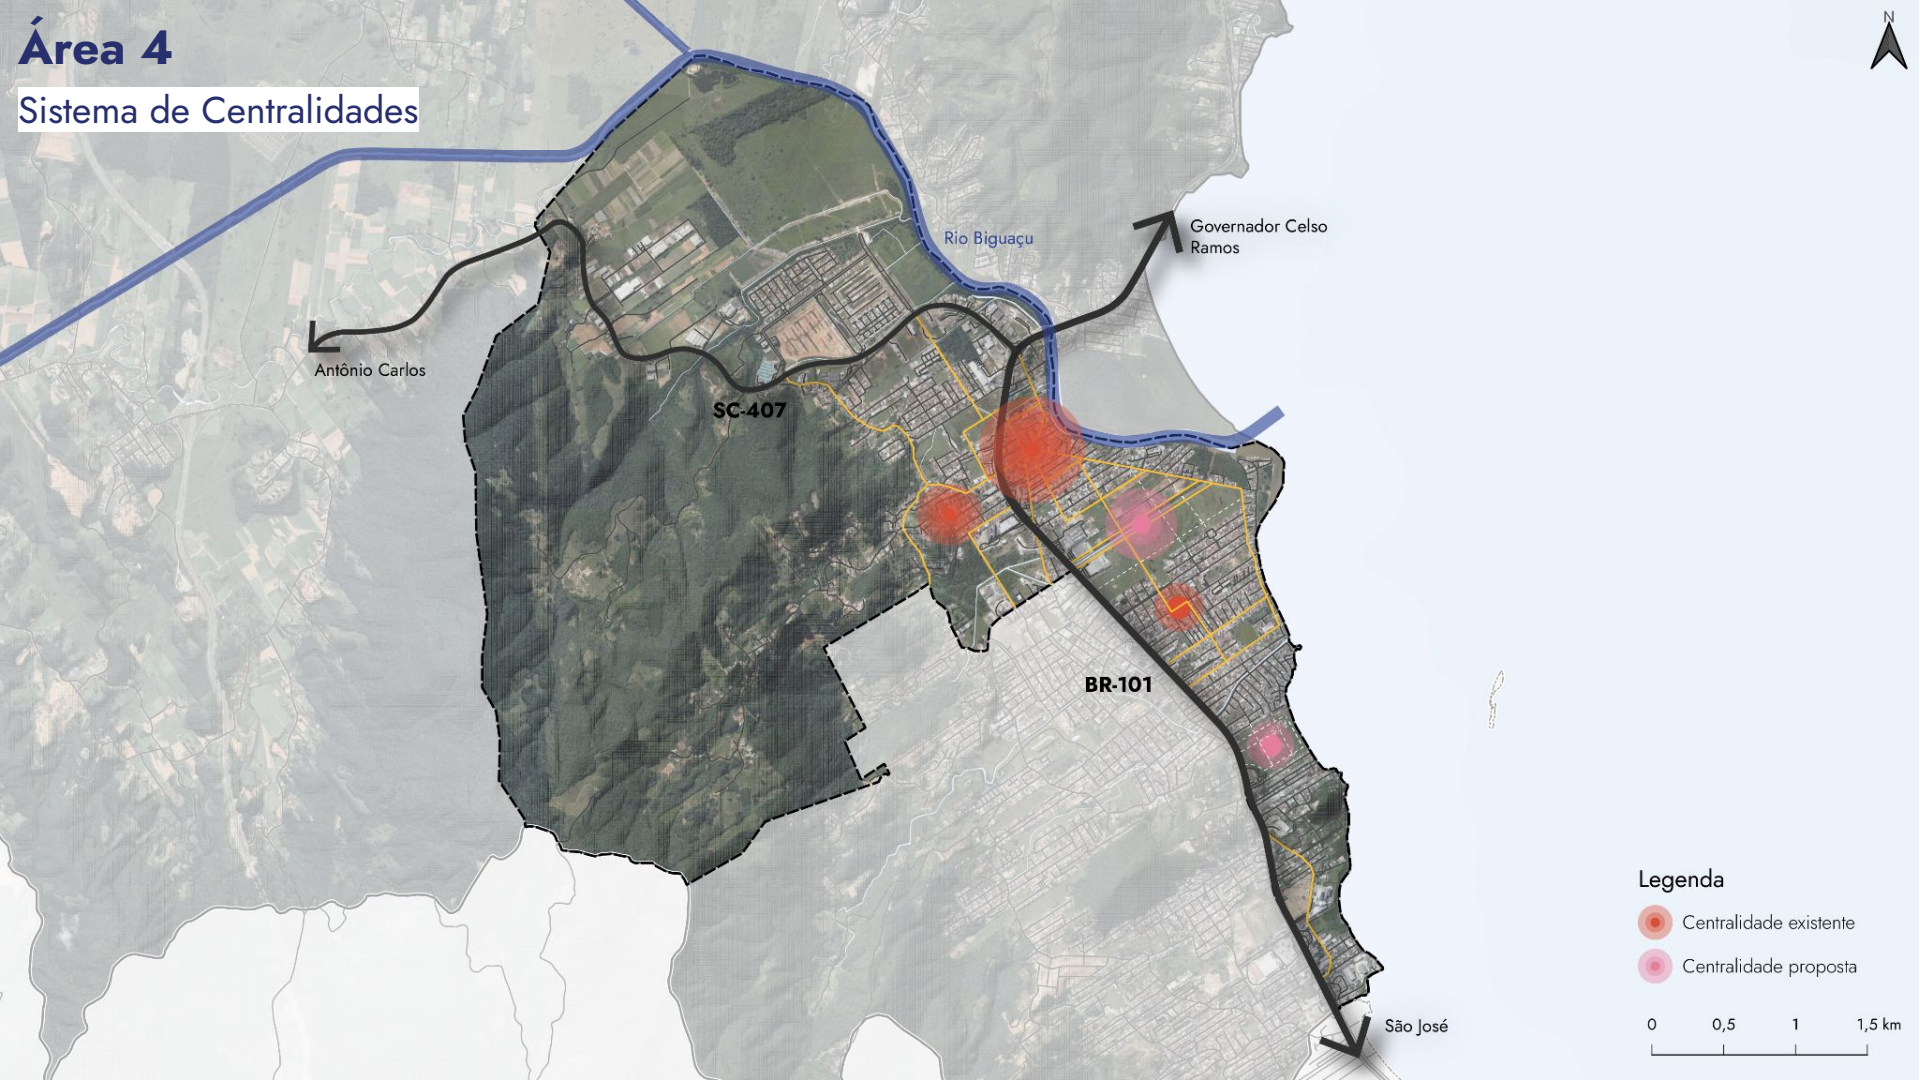 Área 4
Sistema de Centralidades
N
Governador Celso
Ramos
Rio Biguaçu
Antônio Carlos
SC-407
BR-101
São José
Legenda
Centralidade existente
Centralidade proposta
0 0,5 1 1,5 km